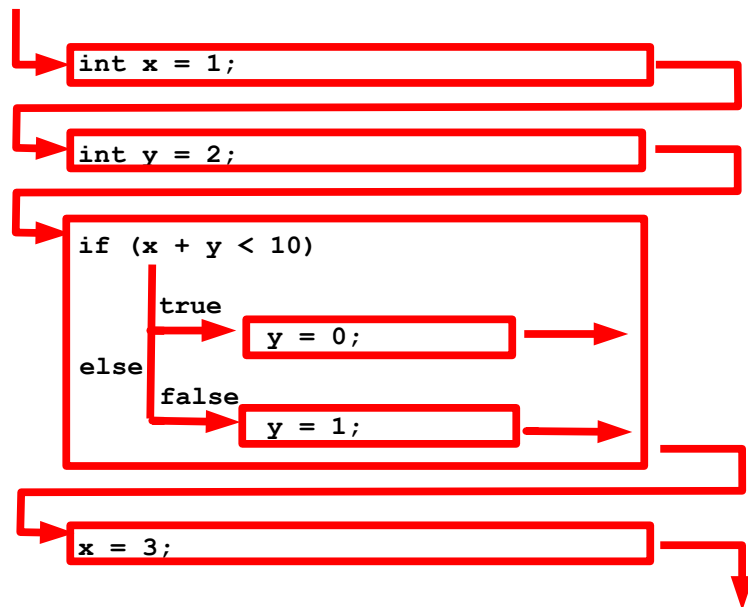 int x = 1;
int y = 2;
if (x + y < 10)
true
y = 0;
else
false
y = 1;
x = 3;